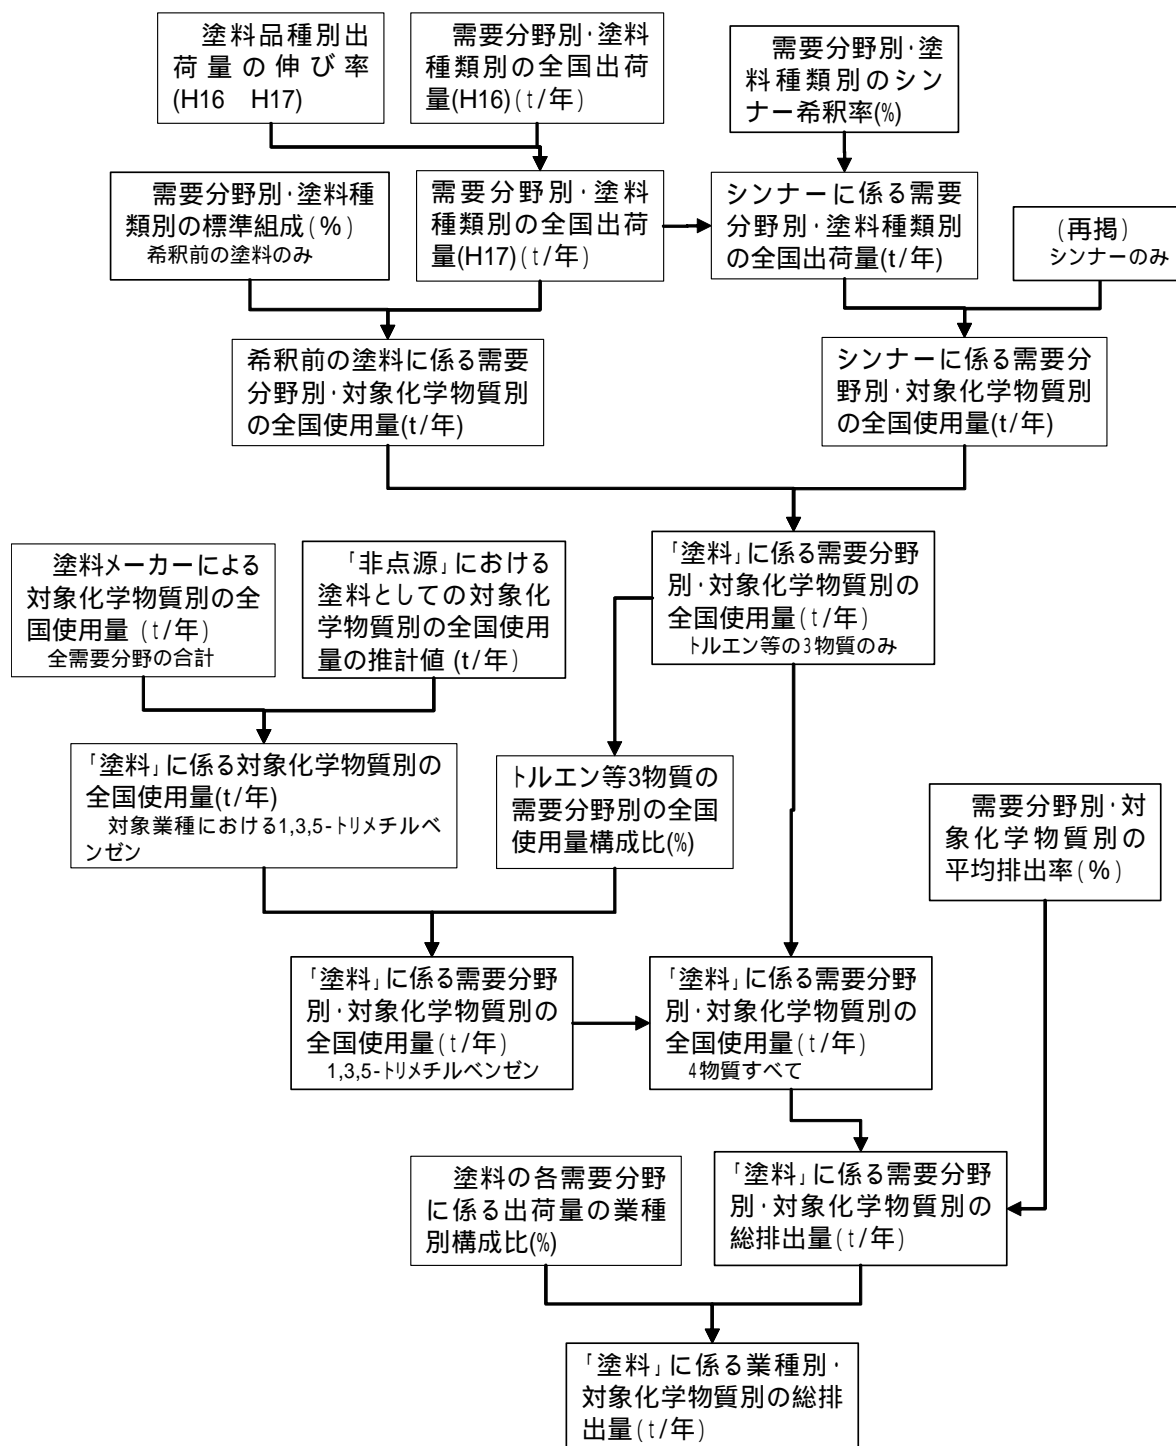 塗料品種別出
荷量の伸び率
(H16　H17)
需要分野別・塗料
種類別の全国出荷
量(H16)(t/年)
需要分野別・塗
料種類別のシン
ナー希釈率(%)
需要分野別・塗料種
類別の標準組成(%)
希釈前の塗料のみ
需要分野別・塗料
種類別の全国出荷
量(H17)(t/年)
シンナーに係る需要
分野別・塗料種類別
の全国出荷量(t/年)
(再掲)
シンナーのみ
希釈前の塗料に係る需要
分野別・対象化学物質別
の全国使用量(t/年)
シンナーに係る需要分
野別・対象化学物質別
の全国使用量(t/年)
塗料メーカーによる
対象化学物質別の全
国使用量 (t/年)
全需要分野の合計
「非点源」における
塗料としての対象化
学物質別の全国使用
量の推計値 (t/年)
「塗料」に係る需要分野
別・対象化学物質別の
全国使用量(t/年)
トルエン等の3物質のみ
「塗料」に係る対象化学物質別の
全国使用量(t/年)
対象業種における1,3,5-トリメチルベ
ンゼン
トルエン等3物質の
需要分野別の全国
使用量構成比(%)
需要分野別・対
象化学物質別の
平均排出率(%)
「塗料」に係る需要分野
別・対象化学物質別の
全国使用量(t/年)
1,3,5-トリメチルベンゼン
「塗料」に係る需要分野
別・対象化学物質別の
全国使用量(t/年)
4物質すべて
塗料の各需要分野
に係る出荷量の業種
別構成比(%)
「塗料」に係る需要分野
別・対象化学物質別の
総排出量(t/年)
「塗料」に係る業種別・
対象化学物質別の総排
出量(t/年)